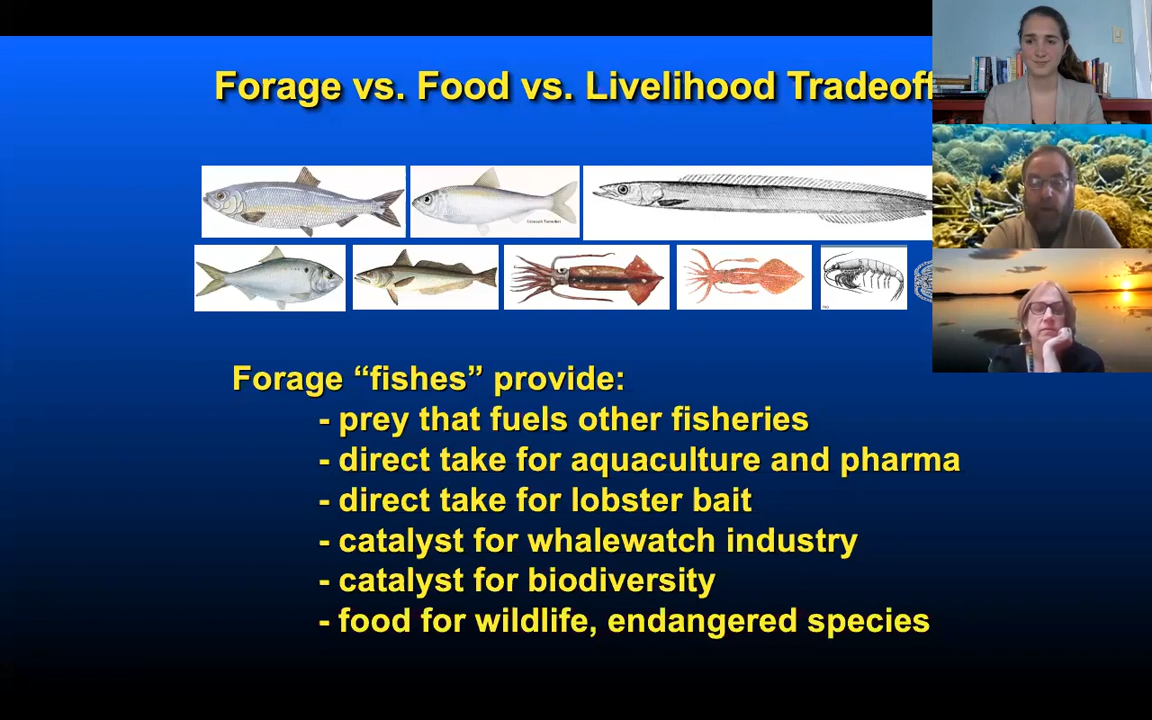 Forage vs. Food vs. Livelihood Tradeoff
Forage “fishes” provide:
- prey that fuels other fisheries
- direct take for aquaculture and pharma
- direct take for lobster bait
- catalyst for whalewatch industry
- catalyst for biodiversity
- food for wildlife, endangered species